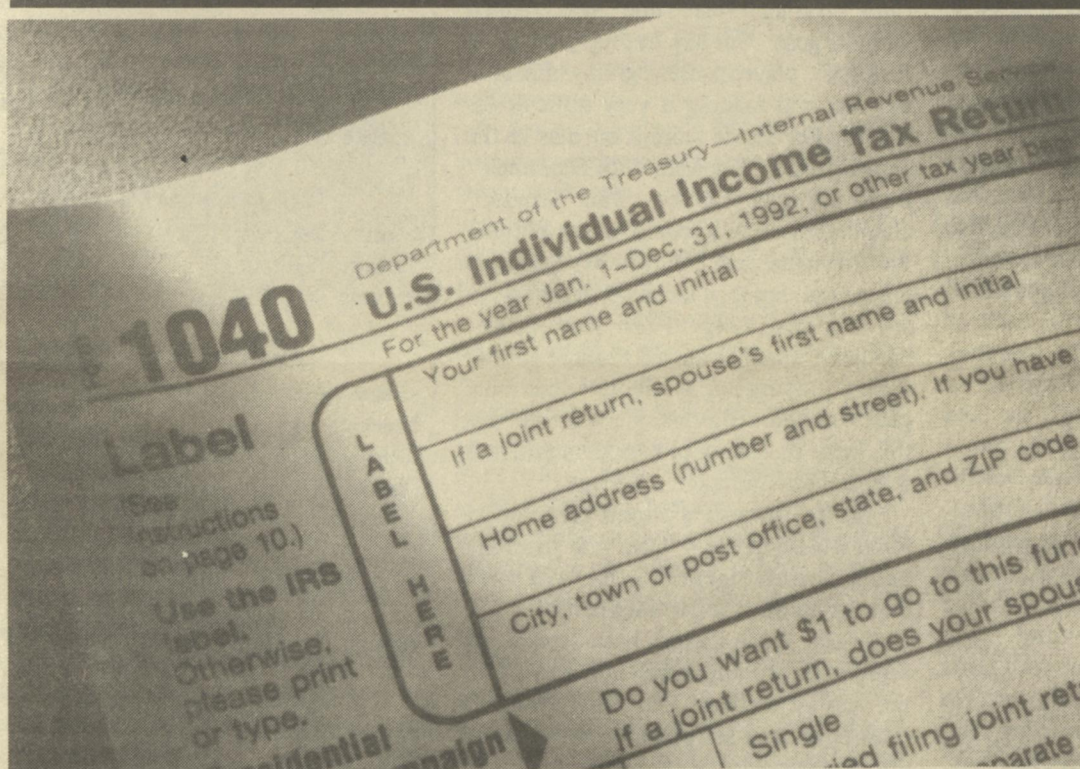 Department of the Treasury—Internal Revenue Service
U.S. Individual Income Tax Return
1040
For the year Jan. 1–Dec. 31, 1992, or other tax year
Label
(See
instructions
on page 10.)
Use the IRS
label.
Otherwise,
please print
or type.
LABEL HERE
Your first name and initial
If a joint return, spouse's first name and initial
Home address (number and street). If you have
City, town or post office, state, and ZIP code
Do you want $1 to go to this
If a joint return, does your
Single
filing joint